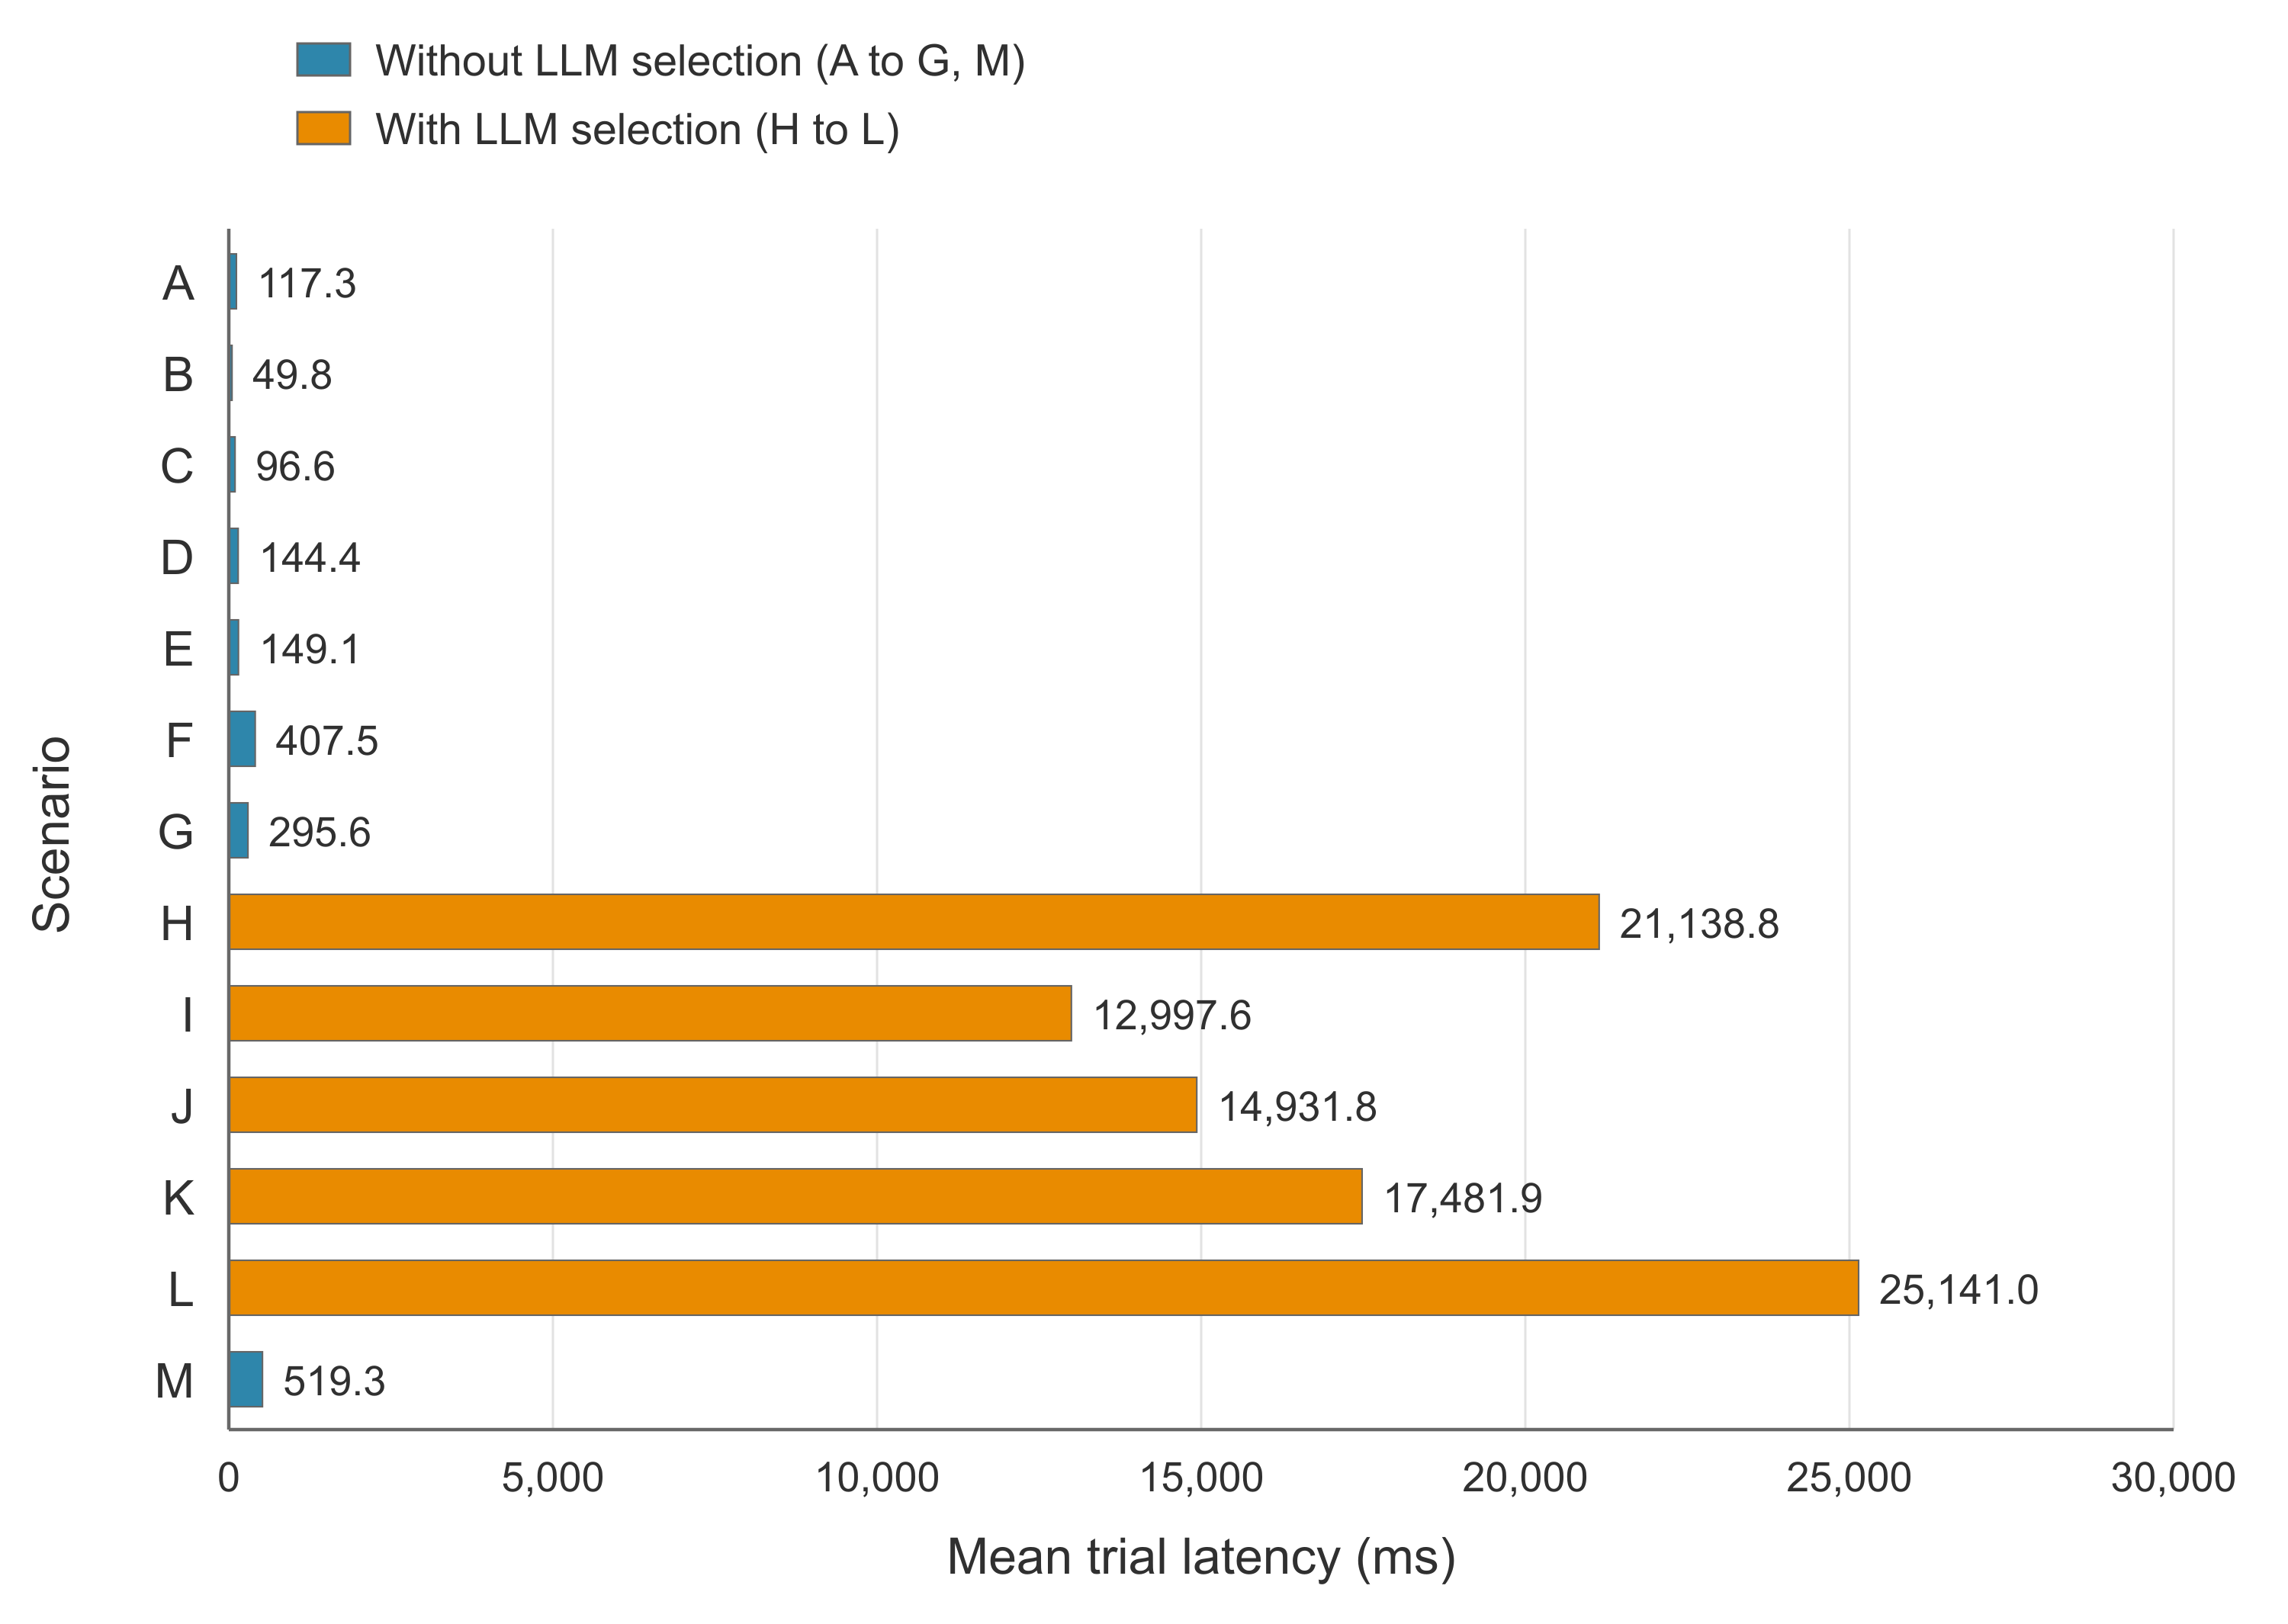 Without LLM selection (A to G, M)
With LLM selection (H to L)
Scenario
A 117.3
B 49.8
C 96.6
D 144.4
E 149.1
F 407.5
G 295.6
H 21,138.8
I 12,997.6
J 14,931.8
K 17,481.9
L 25,141.0
M 519.3
0 5,000 10,000 15,000 20,000 25,000 30,000
Mean trial latency (ms)